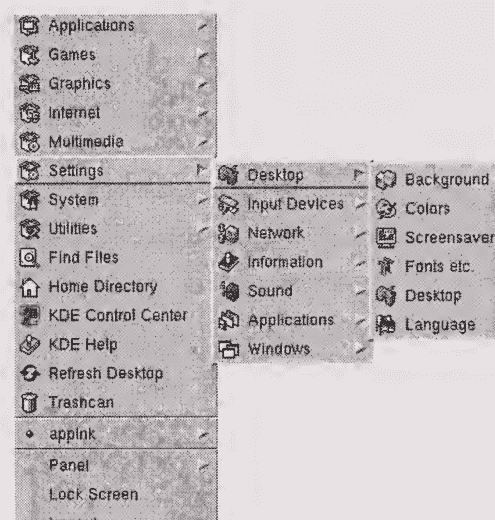 Applications
Games
Graphics
Internet
Multimedia
Settings
System
Utilities
Find Files
Home Directory
KDE Control Center
KDE Help
Refresh Desktop
Trashcan
applnk
Panel
Lock Screen
Desktop
Input Devices
Network
Information
Sound
Applications
Windows
Background
Colors
Screensaver
Fonts etc.
Desktop
Language